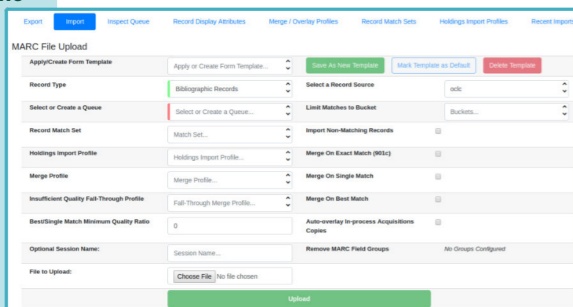 Export Import Inspect Queue Record Display Attributes Merge / Overlay Profiles Record Match Sets Holdings Import Profiles Recent Imports
MARC File Upload
Apply/Create Form Template Apply or Create Form Template... Save As New Template Mark Template as Default Delete Template
Record Type Bibliographic Records Select a Record Source oclc
Select or Create a Queue Select or Create a Queue... Limit Matches to Bucket Buckets...
Record Match Set Match Set... Import Non-Matching Records
Holdings Import Profile Holdings Import Profile... Merge On Exact Match (901c)
Merge Profile Merge Profile... Merge On Single Match
Insufficient Quality Fall-Through Profile Fall-Through Merge Profile... Merge On Best Match
Best/Single Match Minimum Quality Ratio 0 Auto-overlay In-process Acquisitions
Copies
Optional Session Name: Session Name... Remove MARC Field Groups No Groups Configured
File to Upload: Choose File No file chosen
Upload